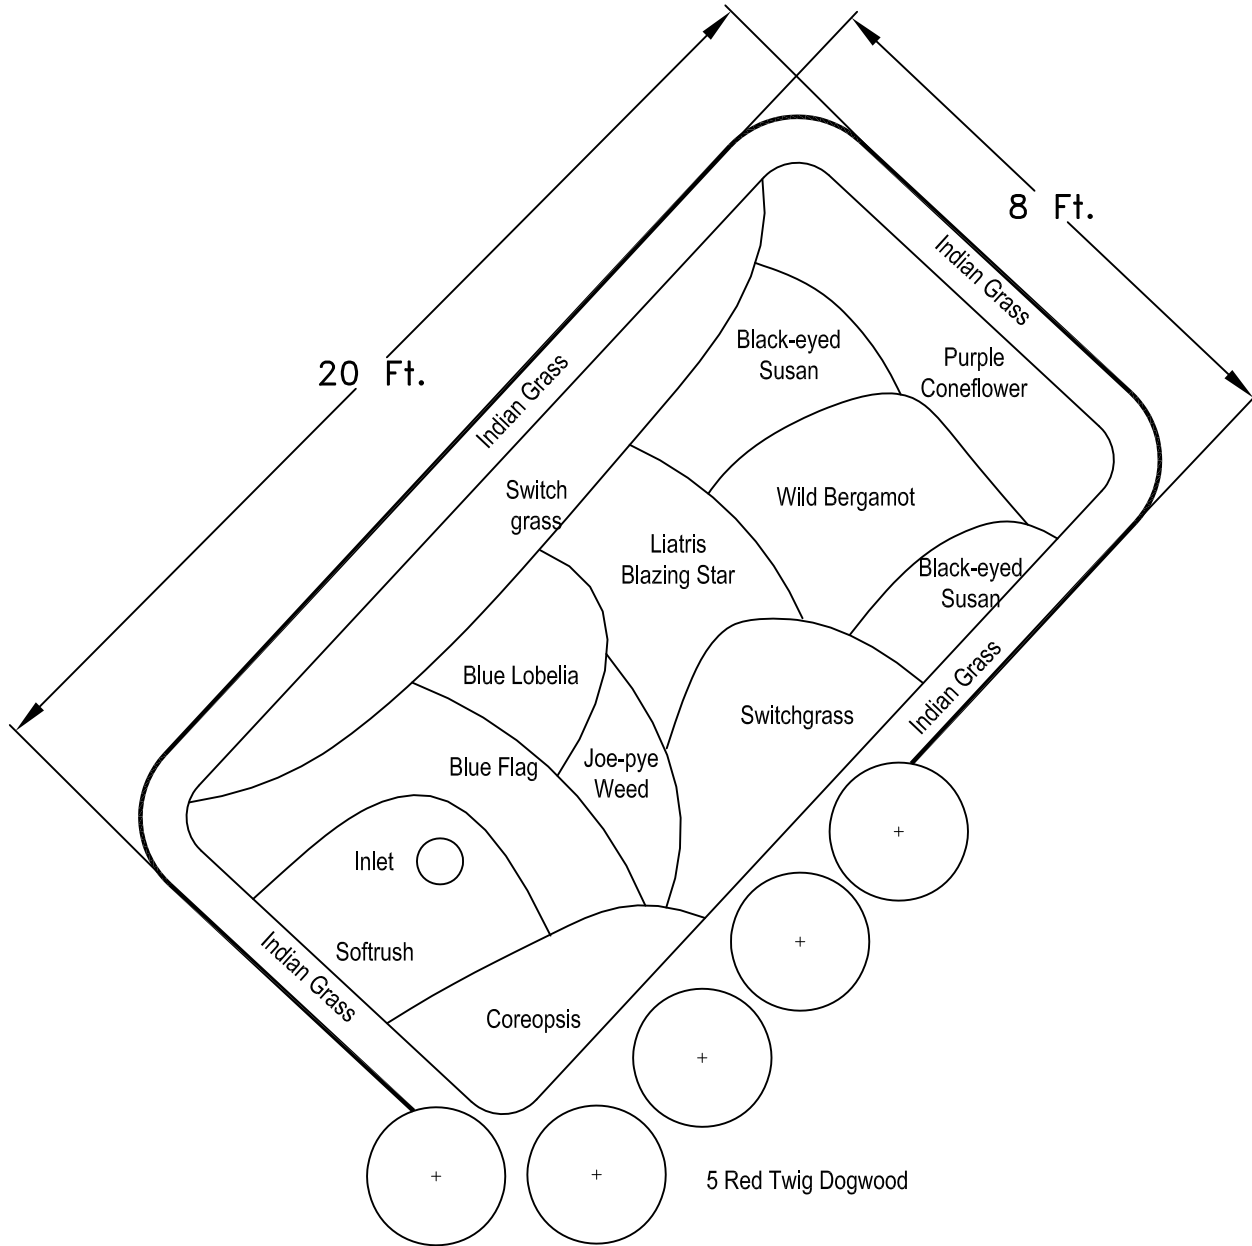 8 Ft.
Indian Grass
Black-eyed
Susan
Purple
Coneflower
20 Ft.
Indian Grass
Switch
grass
Wild Bergamot
Liatris
Blazing Star
Black-eyed
Susan
Blue Lobelia
Indian Grass
Switchgrass
Blue Flag
Joe-pye
Weed
Inlet
Softrush
Indian Grass
Coreopsis
5 Red Twig Dogwood